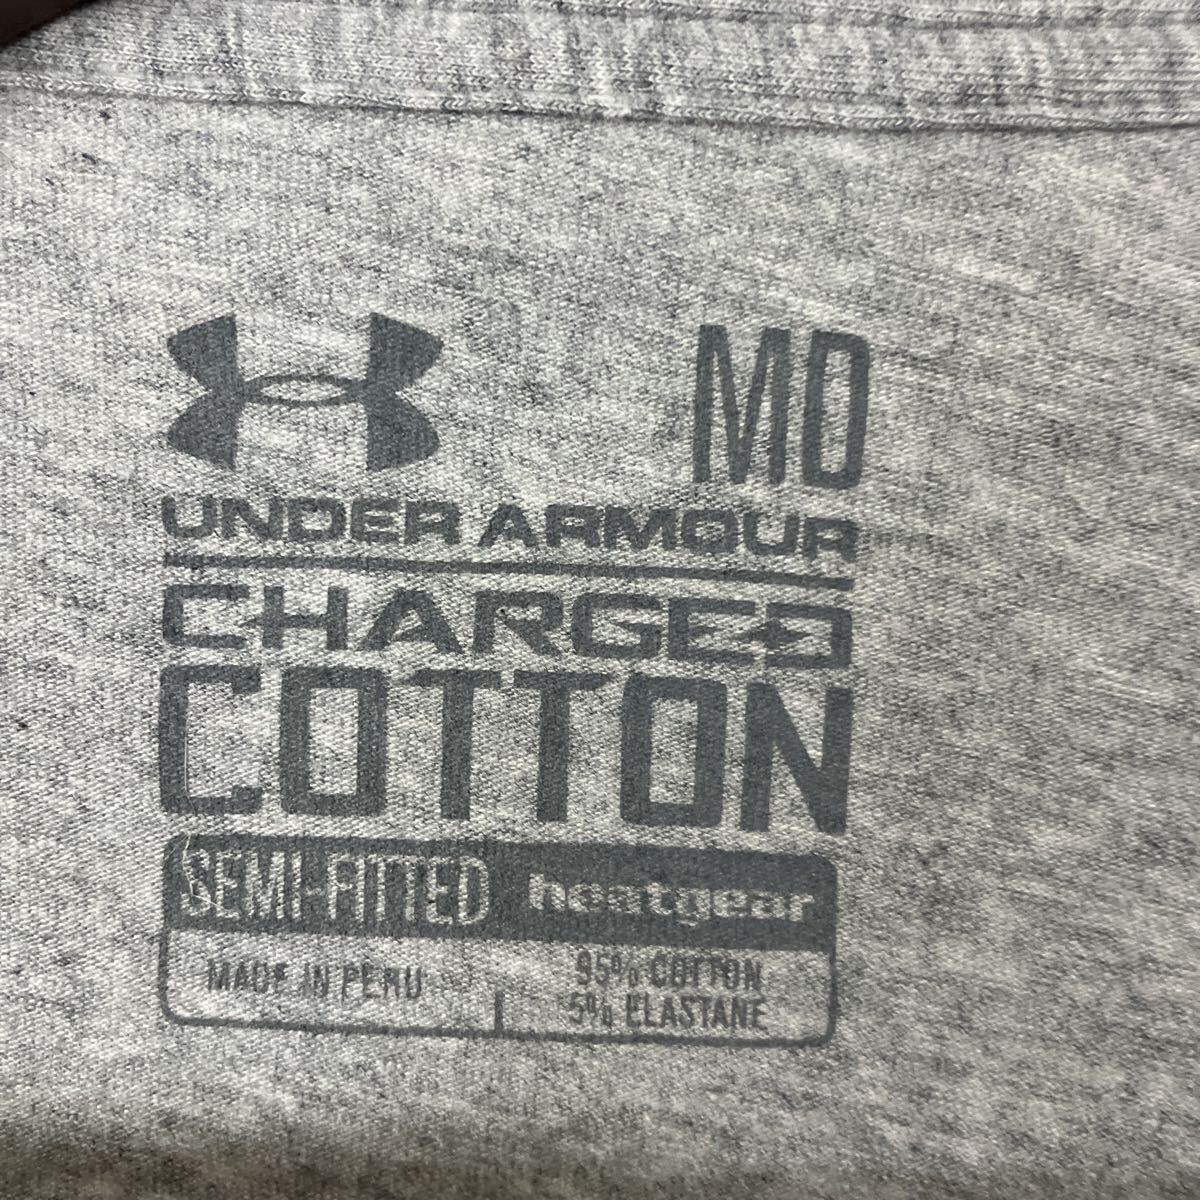 MD
UNDER ARMOUR
CHARGED
COTTON
SEMI-FITTED heatgear
MADE IN PERU
95% COTTON
5% ELASTANE